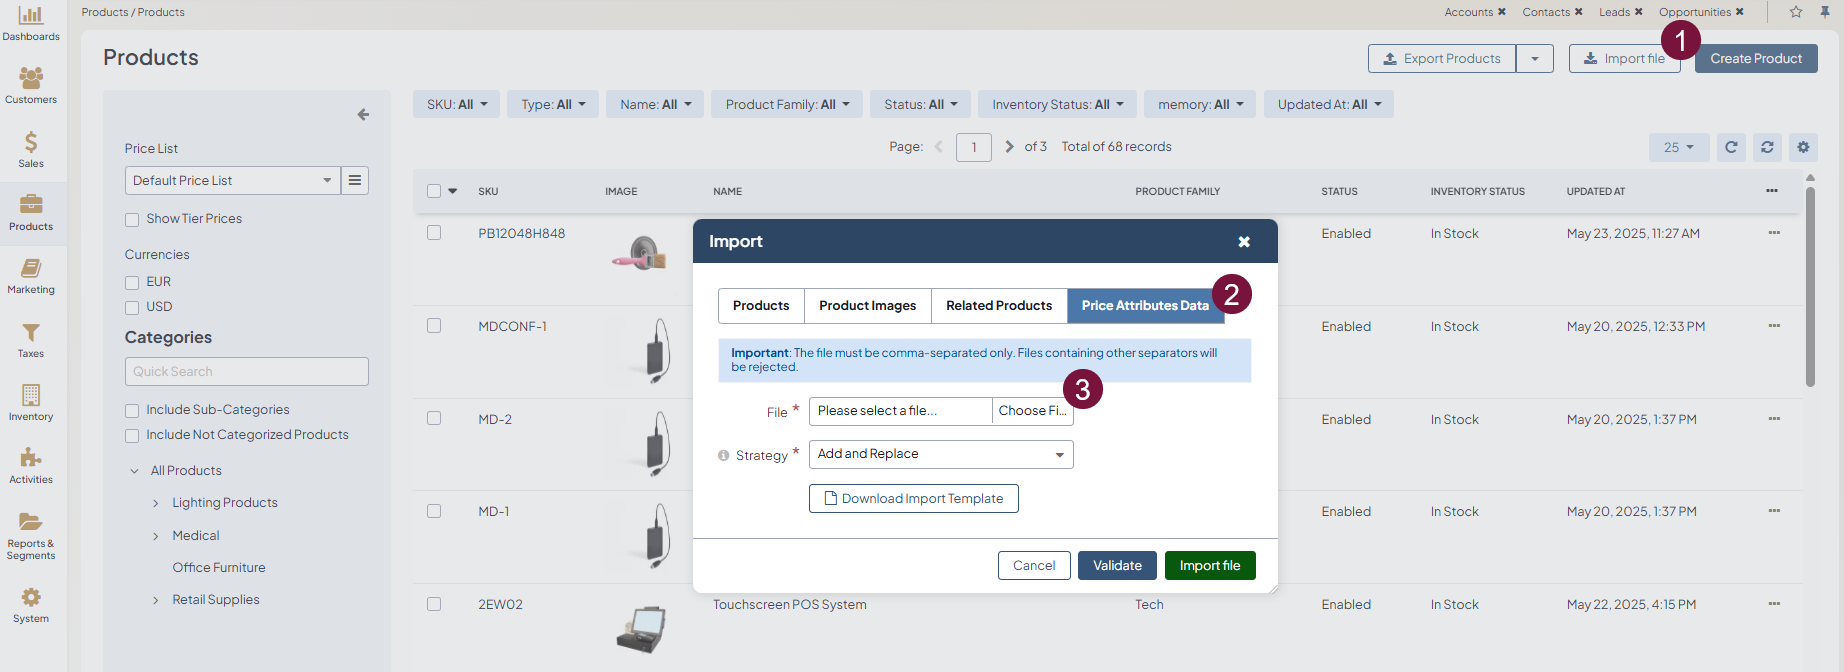 Dashboards
Customers
Sales
Products
Marketing
Taxes
Inventory
Activities
Reports &
Segments
System
Products / Products
Accounts ✖ Contacts ✖ Leads ✖ Opportunities ✖
Products
Export Products
Import file
1
Create Product
Price List
Default Price List
Show Tier Prices
Currencies
EUR
USD
Categories
Quick Search
Include Sub-Categories
Include Not Categorized Products
All Products
Lighting Products
Medical
Office Furniture
Retail Supplies
SKU: All Type: All Name: All Product Family: All Status: All Inventory Status: All memory: All Updated At: All
Page: 1 of 3 Total of 68 records
25
SKU IMAGE NAME PRODUCT FAMILY STATUS INVENTORY STATUS UPDATED AT
PB12048H848 Enabled In Stock May 23, 2025, 11:27 AM
MDCONF-1 Enabled In Stock May 20, 2025, 12:33 PM
MD-2 Enabled In Stock May 20, 2025, 1:37 PM
MD-1 Enabled In Stock May 20, 2025, 1:37 PM
2EW02 Touchscreen POS System Tech Enabled In Stock May 22, 2025, 4:15 PM
Import
Products Product Images Related Products Price Attributes Data
2
Important: The file must be comma-separated only. Files containing other separators will
be rejected.
3
File * Please select a file... Choose Fi...
Strategy * Add and Replace
Download Import Template
Cancel Validate Import file